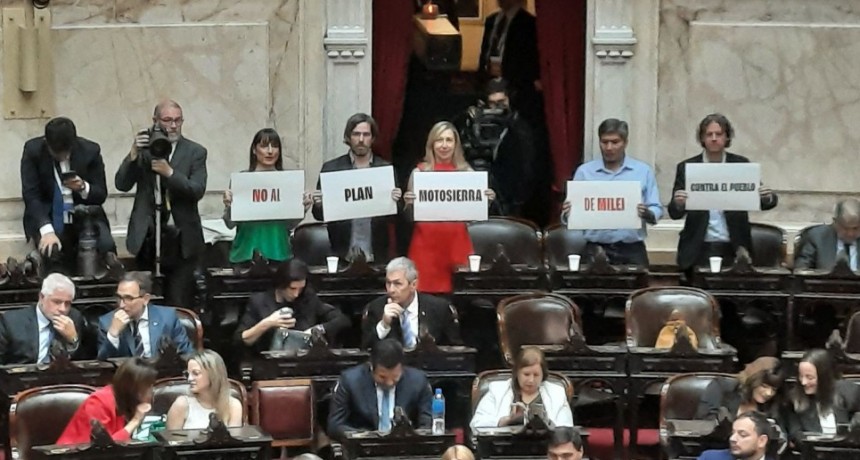 NO Al
PLAN
MOTOSIERRA
DE MILEI
CONTRA EL PUEBLO